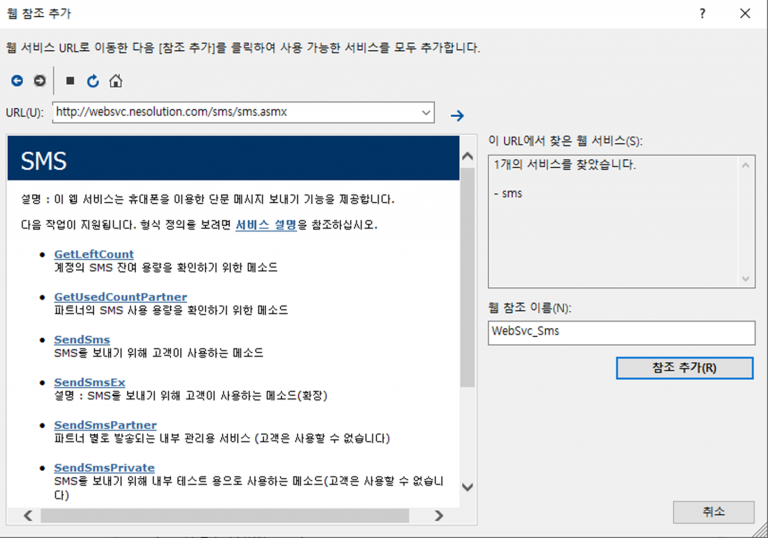 웹 참조 추가
웹 서비스 URL로 이동한 다음 [참조 추가]를 클릭하여 사용 가능한 서비스를 모두 추가합니다.
URL(U):
http://websvc.nesolution.com/sms/sms.asmx
SMS
설명 : 이 웹 서비스는 휴대폰을 이용한 단문 메시지 보내기 기능을 제공합니다.
다음 작업이 지원됩니다. 형식 정의를 보려면 서비스 설명을 참조하십시오.
GetLeftCount
계정의 SMS 잔여 용량을 확인하기 위한 메소드
GetUsedCountPartner
파트너의 SMS 사용 용량을 확인하기 위한 메소드
SendSms
SMS를 보내기 위해 고객이 사용하는 메소드
SendSmsEx
설명 : SMS를 보내기 위해 고객이 사용하는 메소드(확장)
SendSmsPartner
파트너 별로 발송되는 내부 관리용 서비스 (고객은 사용할 수 없습니다)
SendSmsPrivate
SMS를 보내기 위해 내부 테스트 용으로 사용하는 메소드(고객은 사용할 수 없습니
다)
이 URL에서 찾은 웹 서비스(S):
1개의 서비스를 찾았습니다.
- sms
웹 참조 이름(N):
WebSvc_Sms
참조 추가(R)
취소